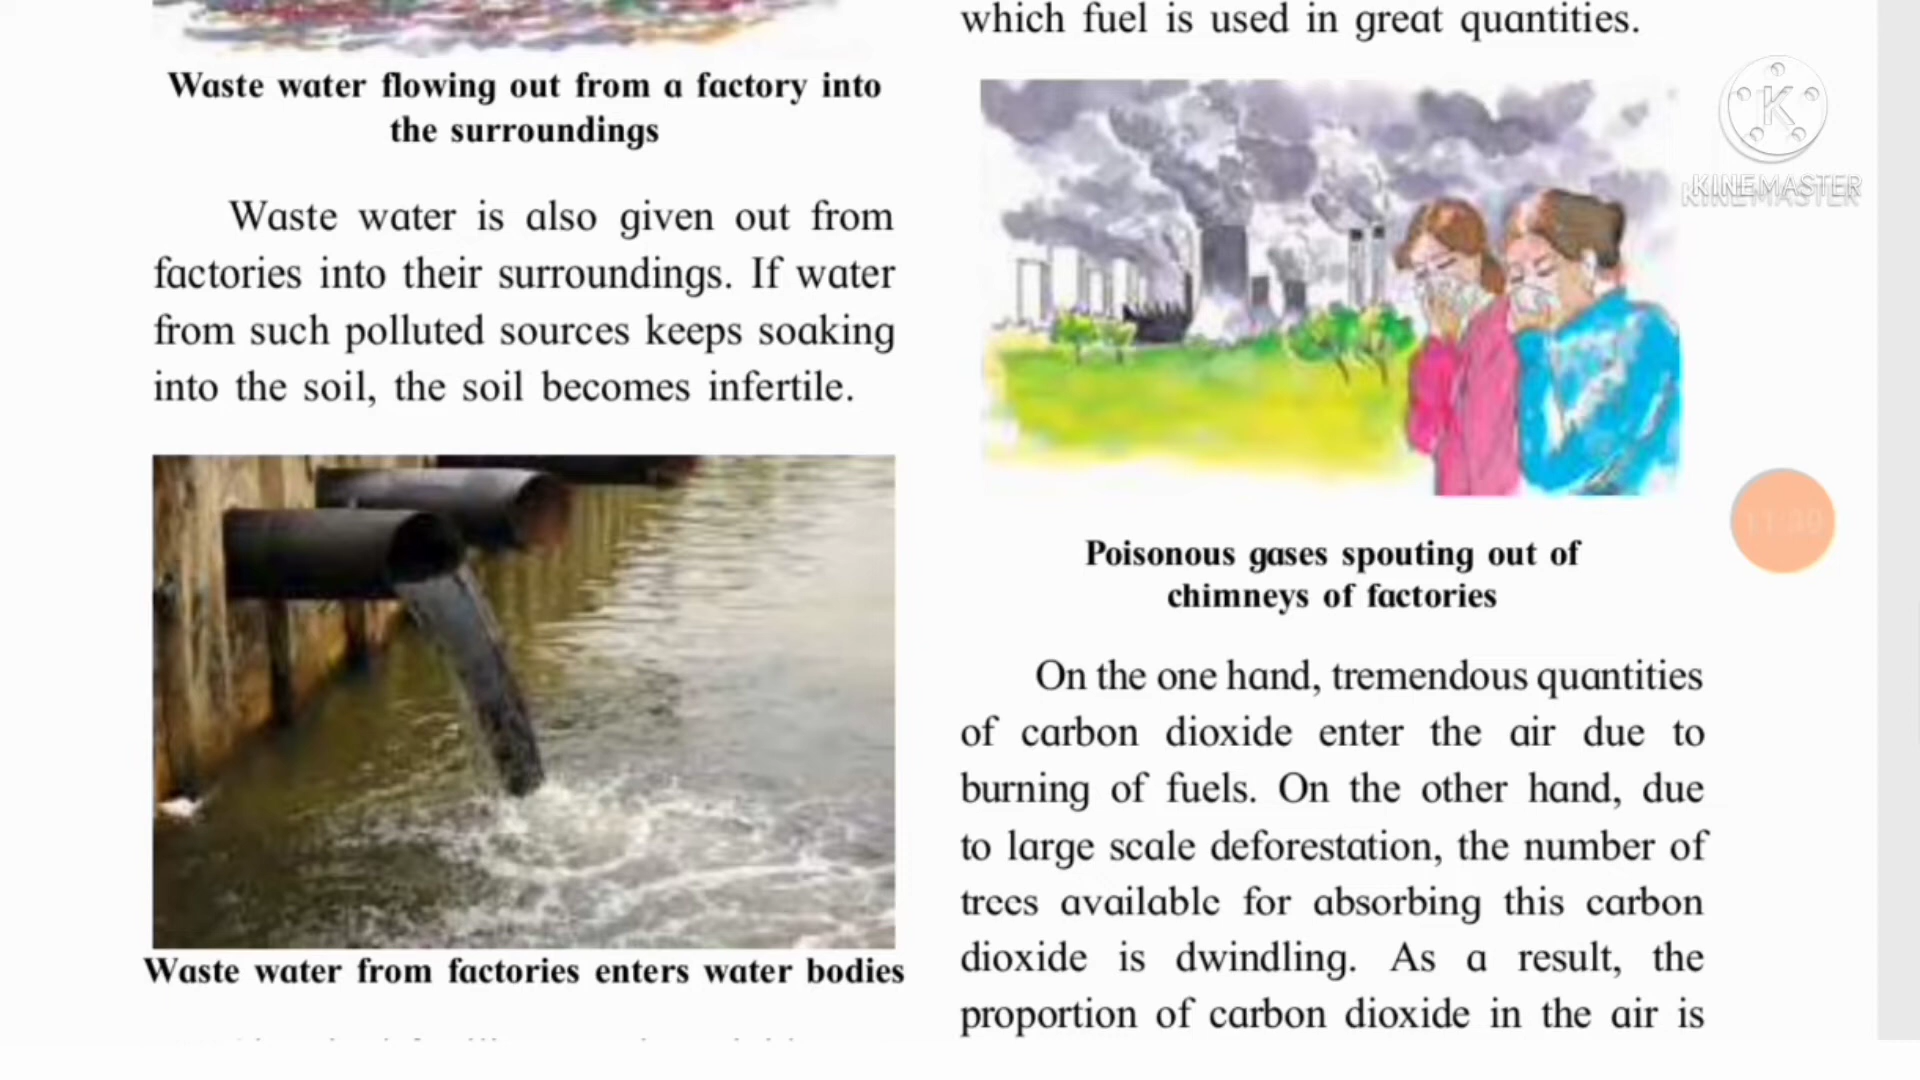 Waste water flowing out from a factory into
the surroundings
Waste water is also given out from
factories into their surroundings. If water
from such polluted sources keeps soaking
into the soil, the soil becomes infertile.
Waste water from factories enters water bodies
which fuel is used in great quantities.
Poisonous gases spouting out of
chimneys of factories
On the one hand, tremendous quantities
of carbon dioxide enter the air due to
burning of fuels. On the other hand, due
to large scale deforestation, the number of
trees available for absorbing this carbon
dioxide is dwindling. As a result, the
proportion of carbon dioxide in the air is
K
KINEMASTER